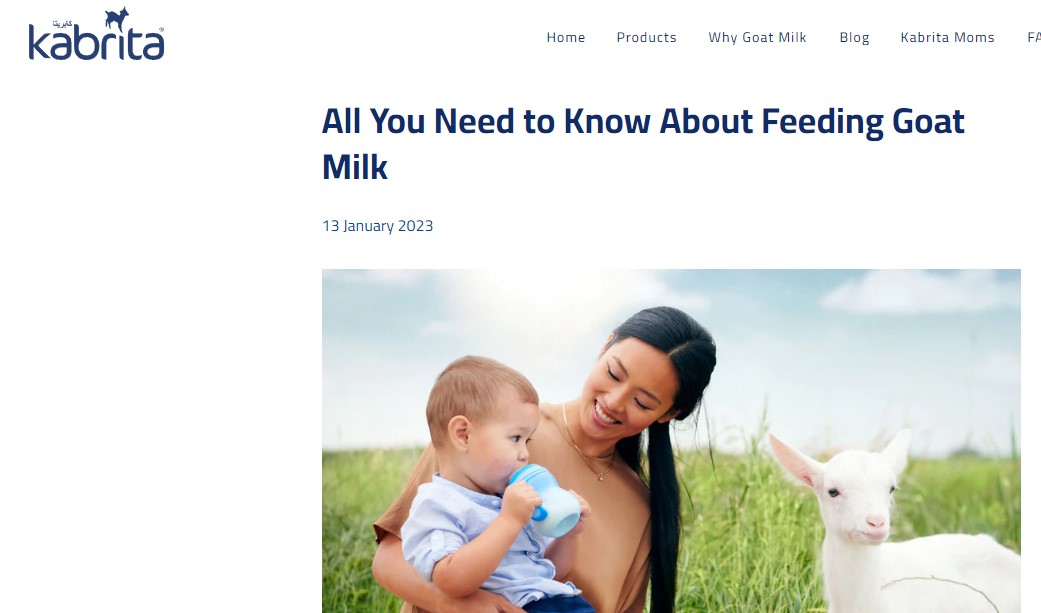 كابريتا
kabrita®
Home Products Why Goat Milk Blog Kabrita Moms FA
All You Need to Know About Feeding Goat
Milk
13 January 2023